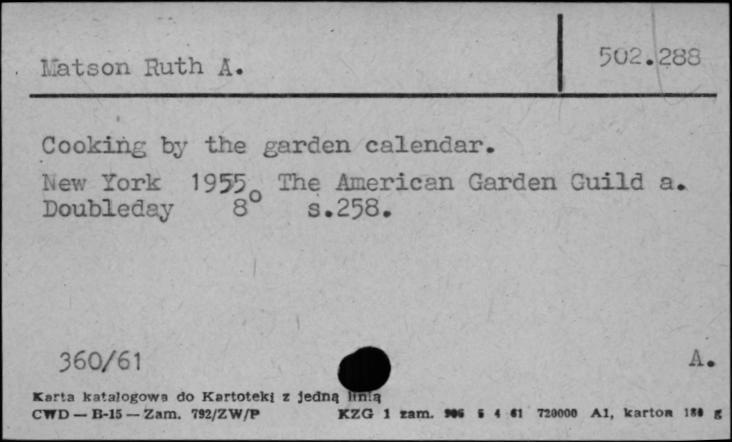 Matson Ruth A. 502.288
Cooking by the garden calendar.
New York 1955 The American Garden Guild a.
Doubleday 8° s.258.
360/61 A.
Karta katalogowa do Kartoteki z jedną linią
CWD — B-15 — Zam. 792/ZW/P KZG 1 zam. 6 4 61 720000 A1, karton g